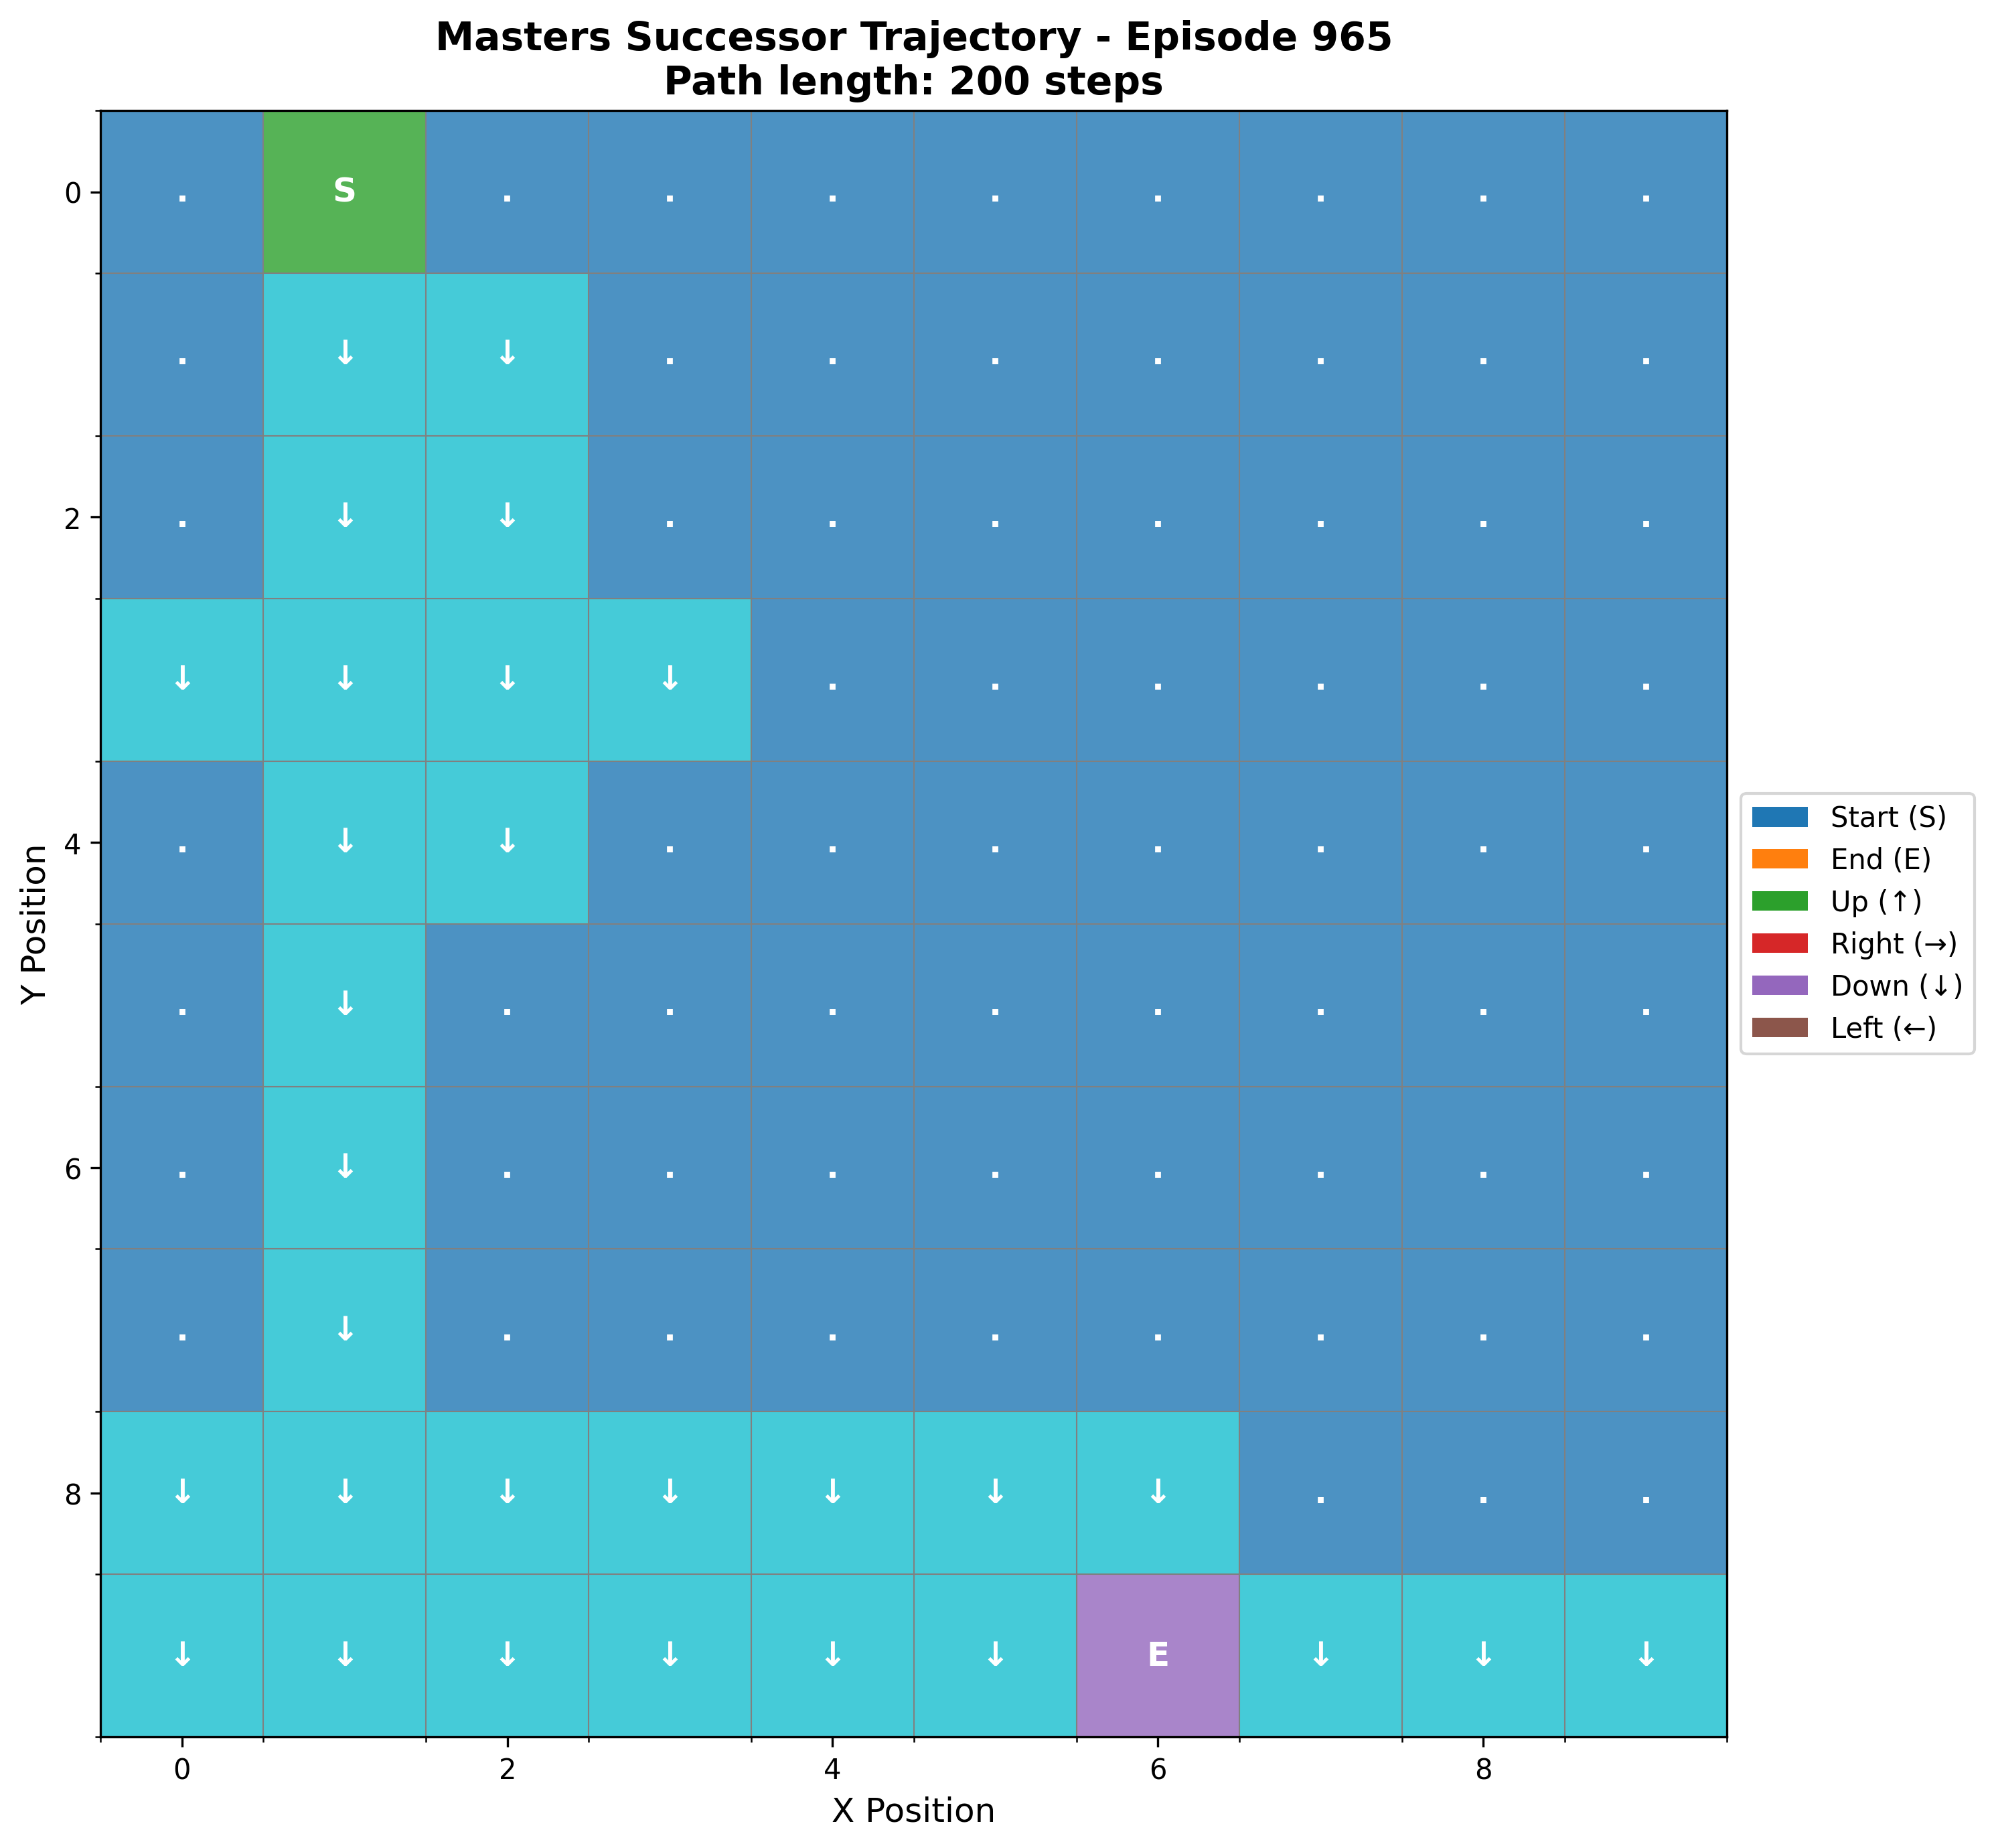 Masters Successor Trajectory - Episode 965
Path length: 200 steps
0 . S . . . . . . . .
. ↓ ↓ . . . . . . .
2 . ↓ ↓ . . . . . . .
↓ ↓ ↓ ↓ . . . . . .
4 . ↓ ↓ . . . . . . .
. ↓ . . . . . . . .
6 . ↓ . . . . . . . .
. ↓ . . . . . . . .
8 ↓ ↓ ↓ ↓ ↓ ↓ ↓ . . .
↓ ↓ ↓ ↓ ↓ ↓ E ↓ ↓ ↓
0 2 4 6 8
X Position
Y Position
Start (S)
End (E)
Up (↑)
Right (→)
Down (↓)
Left (←)